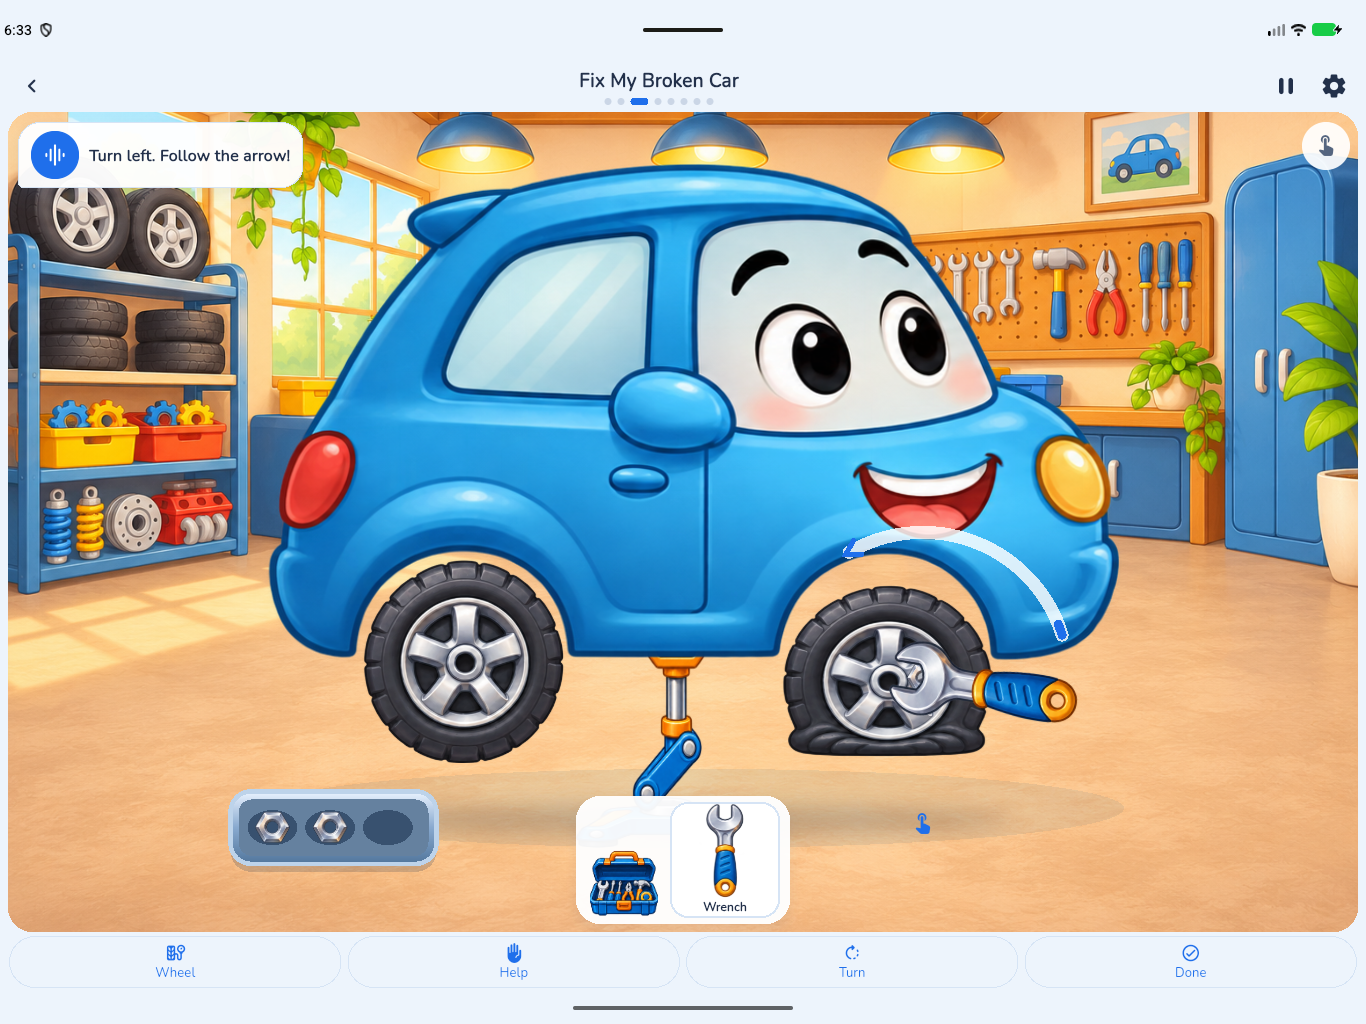 6:33
Fix My Broken Car
Turn left. Follow the arrow!
Wrench
Wheel
Help
Turn
Done